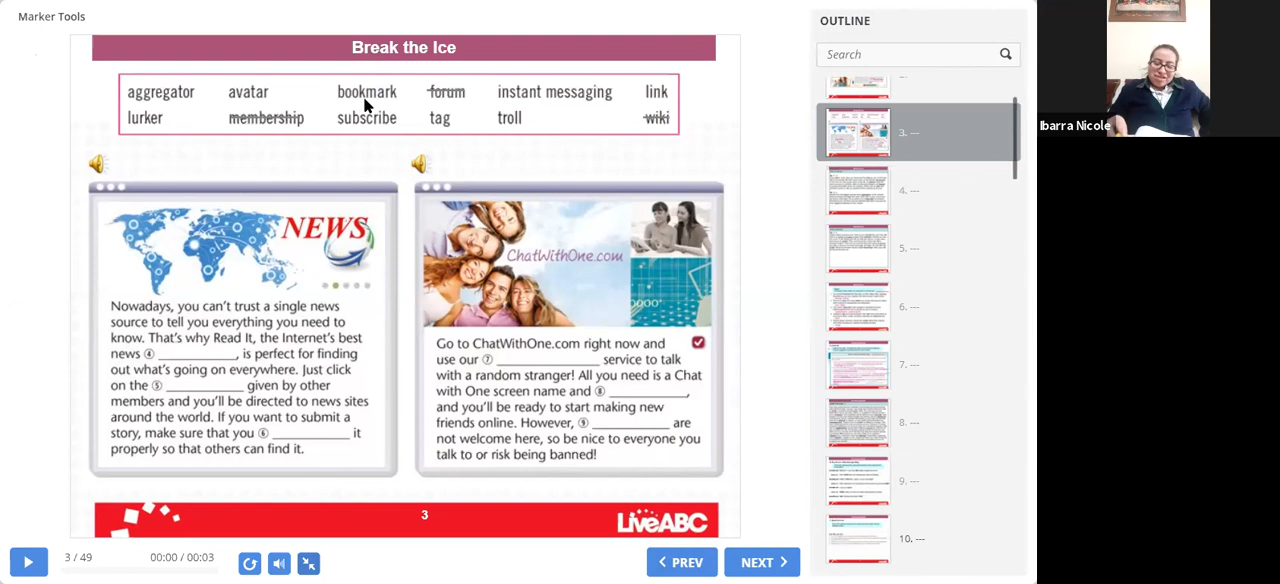 Marker Tools
Break the Ice
aggregator avatar bookmark forum instant messaging link
lurker membership subscribe tag troll wiki
NEWS
Nowadays, you can't trust a single news
source to tell you everything you need to
know. That's why Read It, the Internet's best
news ④ ____________, is perfect for finding
out what's going on everywhere. Just click
on the ⑤ ____________ given by other
members and you'll be directed to news sites
around the world. If you want to submit a
story, make sure that you ⑥ ____________ it
properly so that others can find it.
ChatWithOne.com
Go to ChatWithOne.com right now and
use our ⑦ ________________ service to talk
with a random stranger! All you need is a Chat
with One screen name and ⑧ ____________,
and you'll be ready to start making new
friends online. However, ⑨ ____________ are
not welcome here, so be nice to everyone you
talk to or risk being banned!
3
LiveABC
3 / 49
00:00 / 00:03
PREV
NEXT
OUTLINE
Search
3. ---
4. ---
5. ---
6. ---
7. ---
8. ---
9. ---
10. ---
Ibarra Nicole